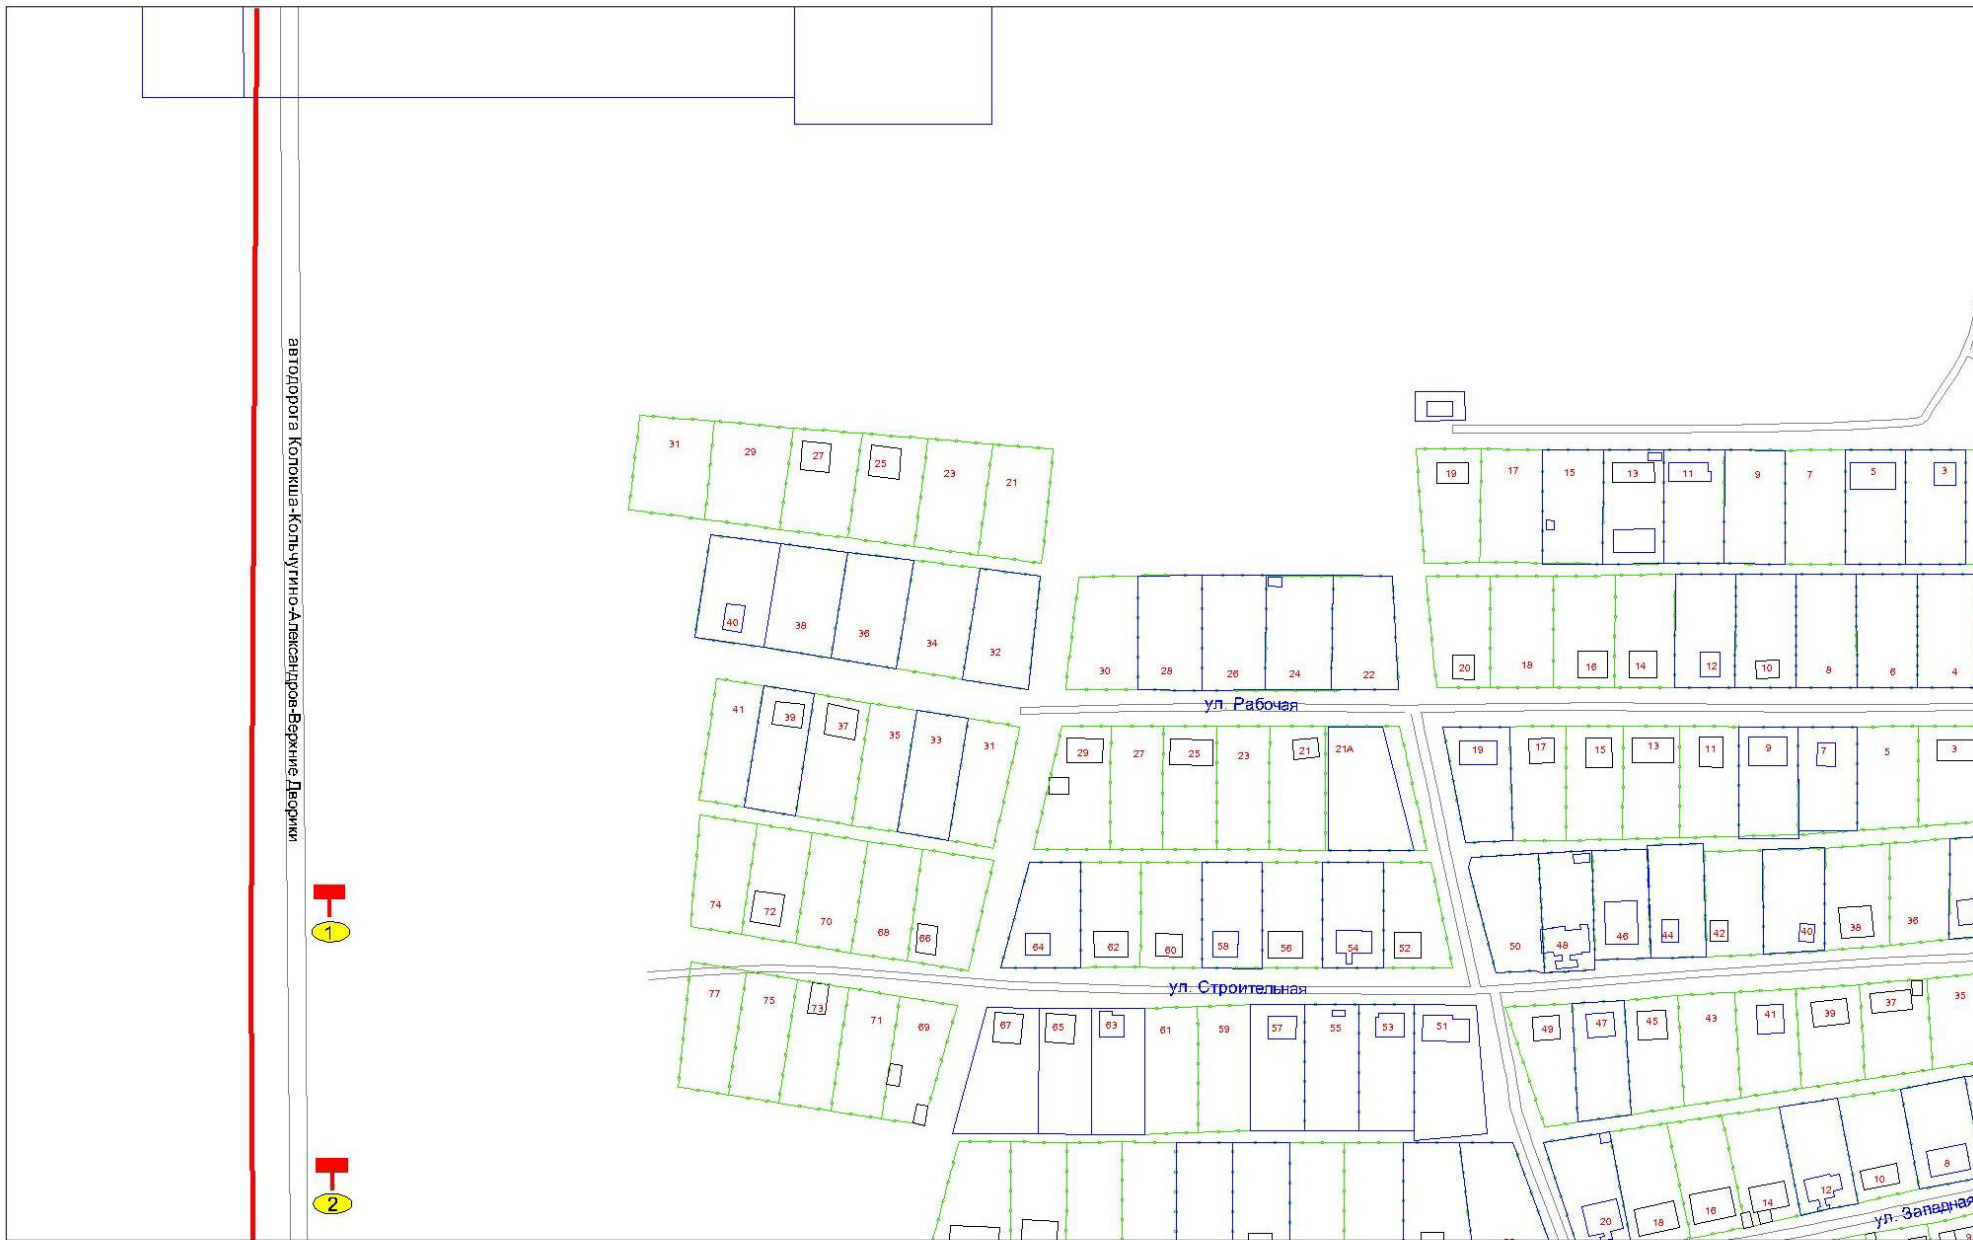 автодорога Колокша-Кольчугино-Александров-Верхние Дворики
31 29 27 25 23 21
19 17 15 13 11 9 7 5 3
40 38 36 34 32
30 28 26 24 22
20 18 16 14 12 10 8 6 4
ул. Рабочая
41 39 37 35 33 31
29 27 25 23 21 21А
19 17 15 13 11 9 7 5 3
74 72 70 68 66
64 62 60 58 56 54 52
50 48 46 44 42 40 38 36
1
ул. Строительная
77 75 73 71 69
67 65 63 61 59 57 55 53 51
49 47 45 43 41 39 37 35
2
20 18 16 14 12 10 8
ул. Западная